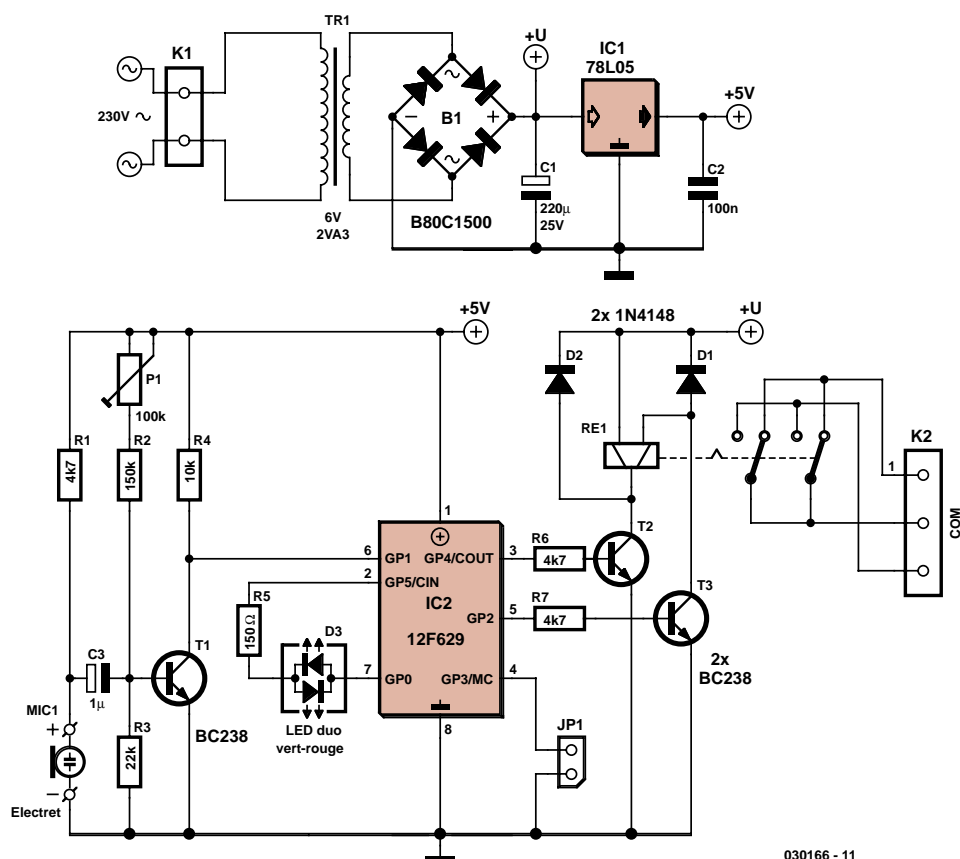 TR1
K1
230V ~
6V
2VA3
~
B1
−
+
~
B80C1500
+U
IC1
78L05
+5V
C1
220µ
25V
C2
100n
+5V
2x 1N4148
+U
P1
100k
D2
D1
R1
4k7
R2
150k
R4
10k
RE1
K2
1
COM
1
6
GP1
GP4/COUT
3
R6
4k7
T2
2
GP5/CIN
IC2
R5
150Ω
GP2
5
R7
4k7
T3
12F629
D3
T1
C3
1µ
7
GP0
GP3/MC
4
2x
BC238
LED duo
vert-rouge
8
JP1
MIC1
+
−
Electret
R3
22k
BC238
030166 - 11